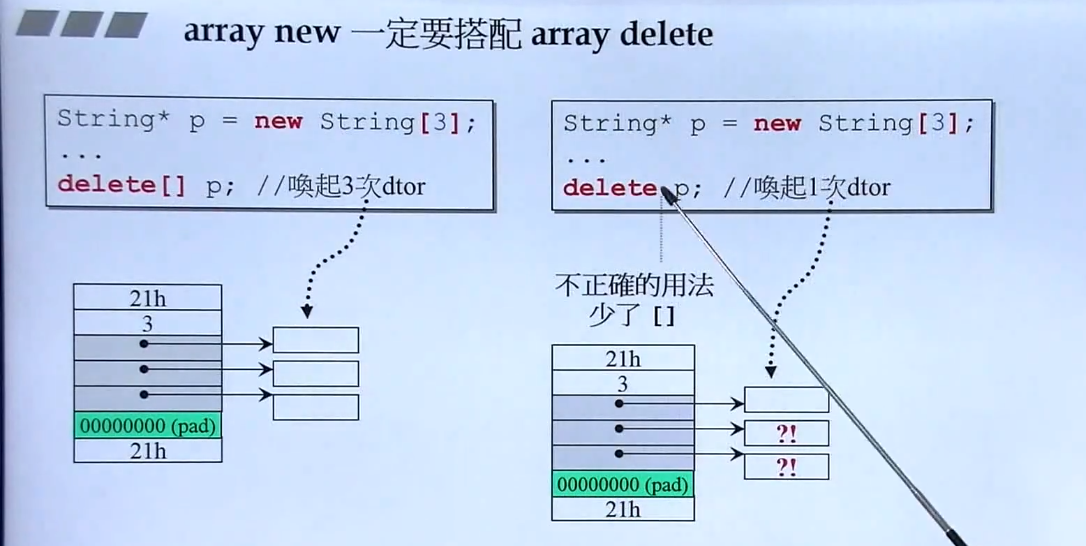 array new 一定要搭配 array delete
String* p = new String[3];
...
delete[] p; //喚起3次dtor
21h
3
00000000 (pad)
21h
String* p = new String[3];
...
delete p; //喚起1次dtor
不正確的用法
少了 []
21h
3
?!
?!
00000000 (pad)
21h